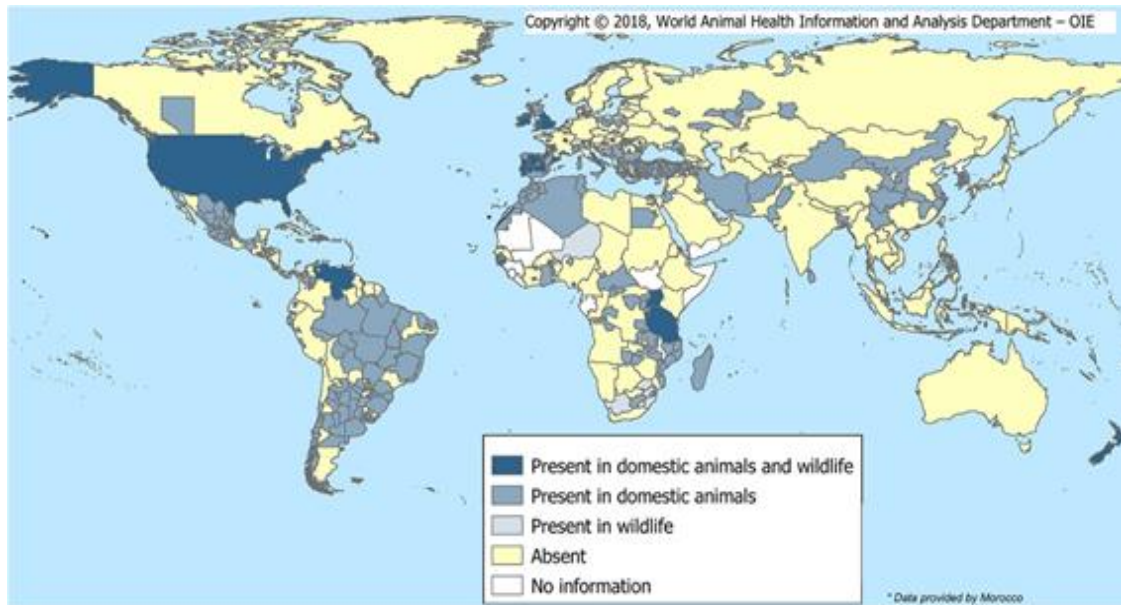 Copyright © 2018, World Animal Health Information and Analysis Department – OIE
Present in domestic animals and wildlife
Present in domestic animals
Present in wildlife
Absent
No information
* Data provided by Morocco